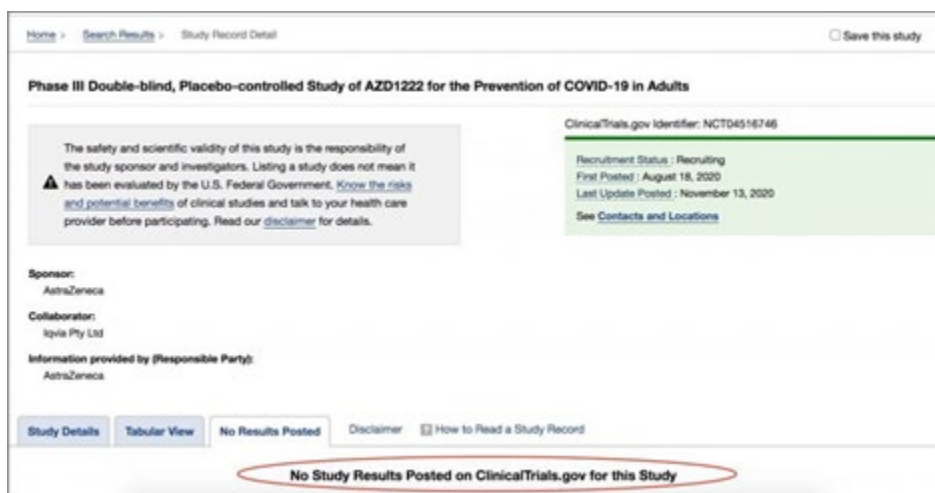 Home > Search Results > Study Record Detail
Save this study
Phase III Double-blind, Placebo-controlled Study of AZD1222 for the Prevention of COVID-19 in Adults
The safety and scientific validity of this study is the responsibility of
the study sponsor and investigators. Listing a study does not mean it
has been evaluated by the U.S. Federal Government. Know the risks
and potential benefits of clinical studies and talk to your health care
provider before participating. Read our disclaimer for details.
ClinicalTrials.gov Identifier: NCT04516746
Recruitment Status : Recruiting
First Posted : August 18, 2020
Last Update Posted : November 13, 2020
See Contacts and Locations
Sponsor:
AstraZeneca
Collaborator:
Iqvia Pty Ltd
Information provided by (Responsible Party):
AstraZeneca
Study Details
Tabular View
No Results Posted
Disclaimer
How to Read a Study Record
No Study Results Posted on ClinicalTrials.gov for this Study